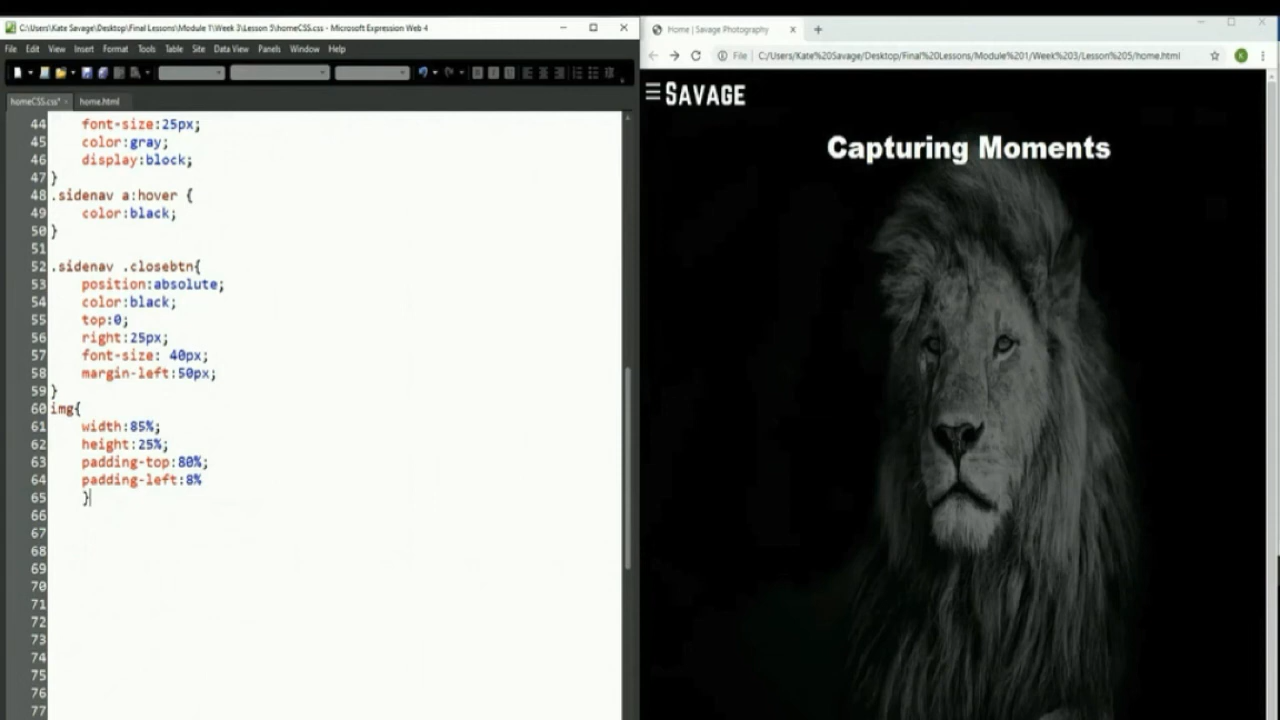 C:\Users\Kate Savage\Desktop\Final Lessons\Module 1\Week 3\Lesson 5\homeCSS.css - Microsoft Expression Web 4
File Edit View Insert Format Tools Table Site Data View Panels Window Help
homeCSS.css* home.html
44 font-size:25px;
45 color:gray;
46 display:block;
47 }
48 .sidenav a:hover {
49 color:black;
50 }
51
52 .sidenav .closebtn{
53 position:absolute;
54 color:black;
55 top:0;
56 right:25px;
57 font-size: 40px;
58 margin-left:50px;
59 }
60 img{
61 width:85%;
62 height:25%;
63 padding-top:80%;
64 padding-left:8%
65 }
66
67
68
69
70
71
72
73
74
75
76
77
Home | Savage Photography
File C:/Users/Kate%20Savage/Desktop/Final%20Lessons/Module%201/Week%203/Lesson%205/home.html
SAVAGE
Capturing Moments